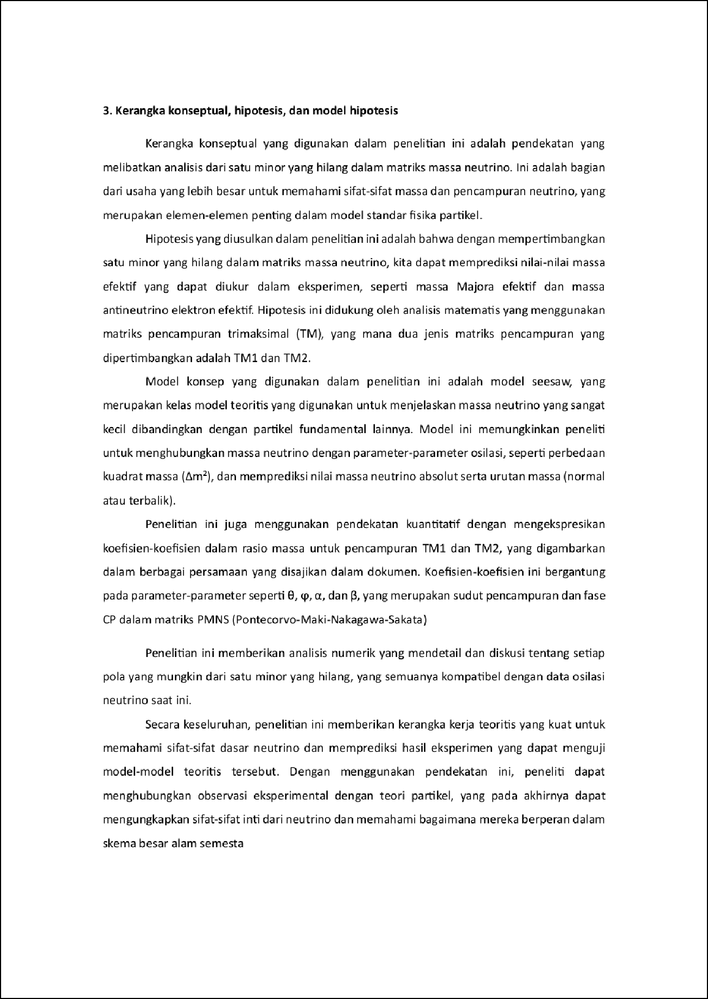 3. Kerangka konseptual, hipotesis, dan model hipotesis
Kerangka konseptual yang digunakan dalam penelitian ini adalah pendekatan yang
melibatkan analisis dari satu minor yang hilang dalam matriks massa neutrino. Ini adalah bagian
dari usaha yang lebih besar untuk memahami sifat-sifat massa dan pencampuran neutrino, yang
merupakan elemen-elemen penting dalam model standar fisika partikel.
Hipotesis yang diusulkan dalam penelitian ini adalah bahwa dengan mempertimbangkan
satu minor yang hilang dalam matriks massa neutrino, kita dapat memprediksi nilai-nilai massa
efektif yang dapat diukur dalam eksperimen, seperti massa Majora efektif dan massa
antineutrino elektron efektif. Hipotesis ini didukung oleh analisis matematis yang menggunakan
matriks pencampuran trimaksimal (TM), yang mana dua jenis matriks pencampuran yang
dipertimbangkan adalah TM1 dan TM2.
Model konsep yang digunakan dalam penelitian ini adalah model seesaw, yang
merupakan kelas model teoritis yang digunakan untuk menjelaskan massa neutrino yang sangat
kecil dibandingkan dengan partikel fundamental lainnya. Model ini memungkinkan peneliti
untuk menghubungkan massa neutrino dengan parameter-parameter osilasi, seperti perbedaan
kuadrat massa (Δm²), dan memprediksi nilai massa neutrino absolut serta urutan massa (normal
atau terbalik).
Penelitian ini juga menggunakan pendekatan kuantitatif dengan mengekspresikan
koefisien-koefisien dalam rasio massa untuk pencampuran TM1 dan TM2, yang digambarkan
dalam berbagai persamaan yang disajikan dalam dokumen. Koefisien-koefisien ini bergantung
pada parameter-parameter seperti θ, φ, α, dan β, yang merupakan sudut pencampuran dan fase
CP dalam matriks PMNS (Pontecorvo-Maki-Nakagawa-Sakata)
Penelitian ini memberikan analisis numerik yang mendetail dan diskusi tentang setiap
pola yang mungkin dari satu minor yang hilang, yang semuanya kompatibel dengan data osilasi
neutrino saat ini.
Secara keseluruhan, penelitian ini memberikan kerangka kerja teoritis yang kuat untuk
memahami sifat-sifat dasar neutrino dan memprediksi hasil eksperimen yang dapat menguji
model-model teoritis tersebut. Dengan menggunakan pendekatan ini, peneliti dapat
menghubungkan observasi eksperimental dengan teori partikel, yang pada akhirnya dapat
mengungkapkan sifat-sifat inti dari neutrino dan memahami bagaimana mereka berperan dalam
skema besar alam semesta